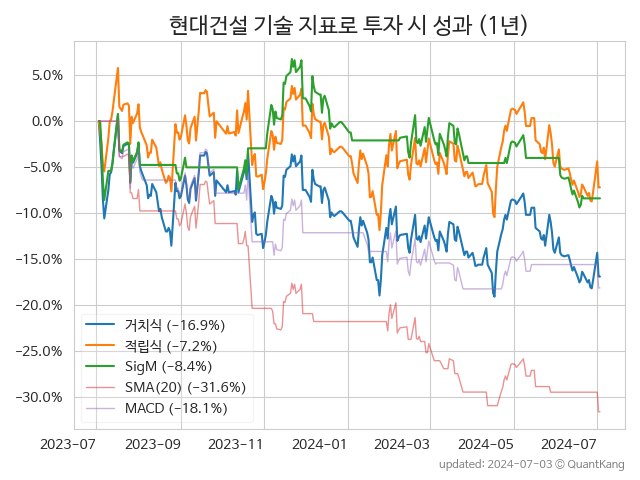 현대건설 기술 지표로 투자 시 성과 (1년)
5.0%
0.0%
−5.0%
−10.0%
−15.0%
−20.0%
−25.0%
−30.0%
거치식 (−16.9%)
적립식 (−7.2%)
SigM (−8.4%)
SMA(20) (−31.6%)
MACD (−18.1%)
2023-07 2023-09 2023-11 2024-01 2024-03 2024-05 2024-07
updated: 2024-07-03 © QuantKang